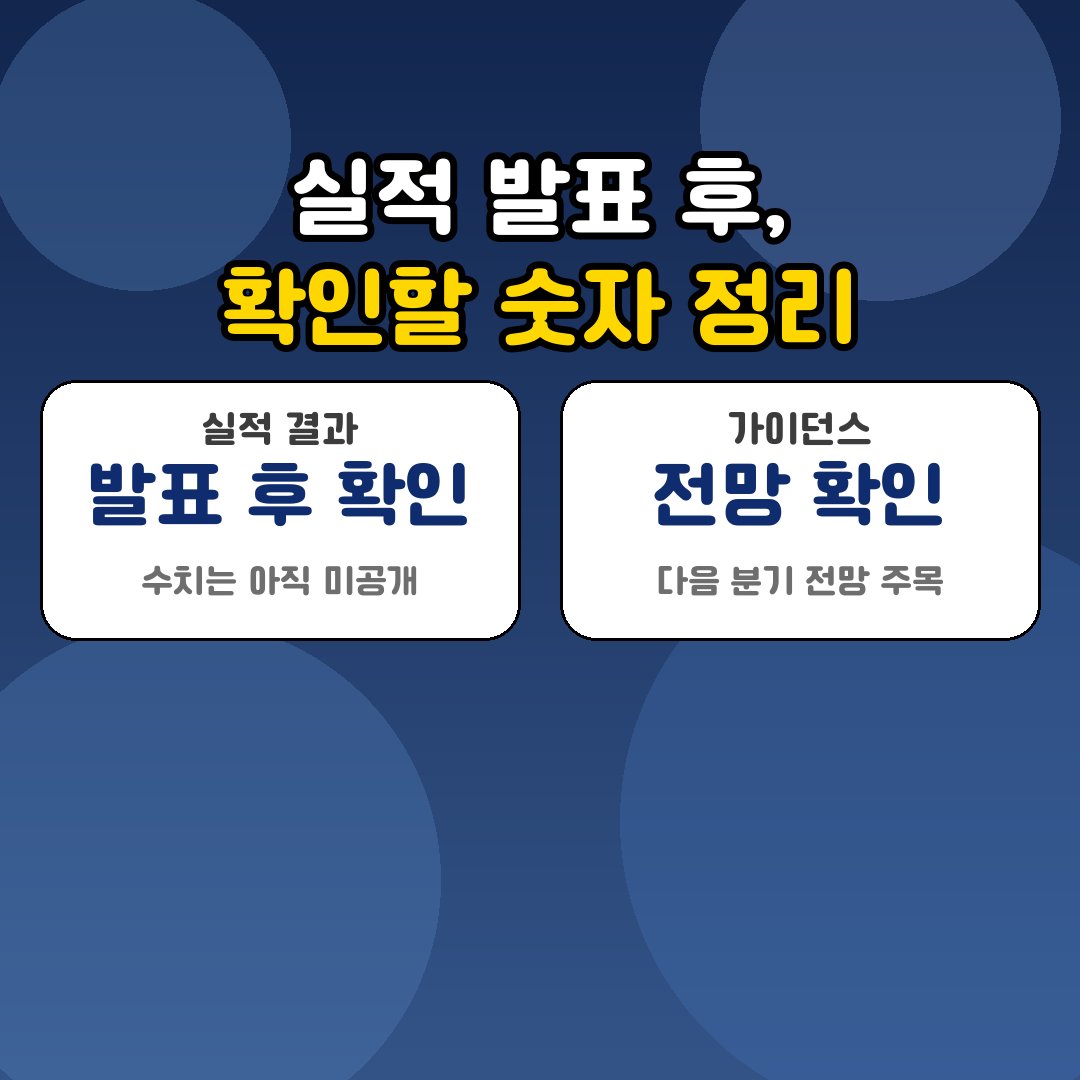 실적 발표 후,
확인할 숫자 정리
실적 결과
발표 후 확인
수치는 아직 미공개
가이던스
전망 확인
다음 분기 전망 주목